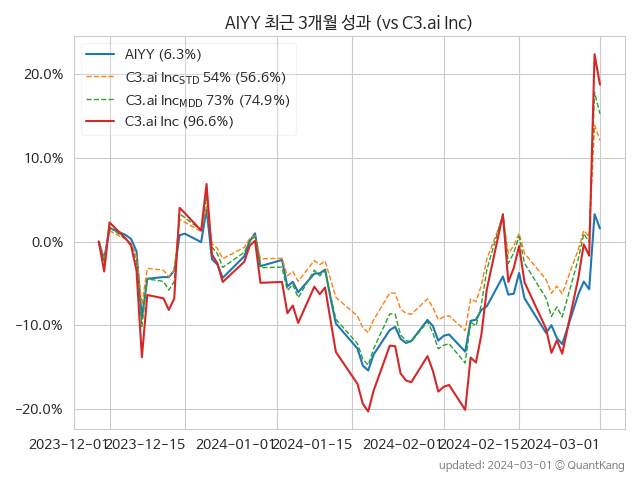 AIYY 최근 3개월 성과 (vs C3.ai Inc)
AIYY (6.3%)
C3.ai IncSTD 54% (56.6%)
C3.ai IncMDD 73% (74.9%)
C3.ai Inc (96.6%)
20.0%
10.0%
0.0%
−10.0%
−20.0%
2023−12−01 2023−12−15 2024−01−01 2024−01−15 2024−02−01 2024−02−15 2024−03−01
updated: 2024-03-01 © QuantKang